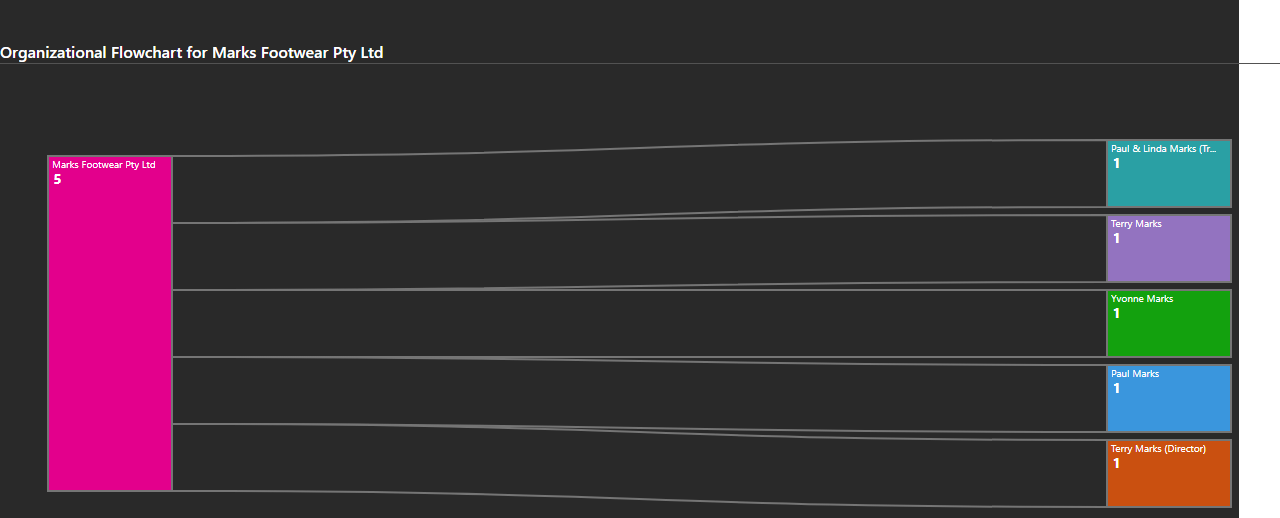 Organizational Flowchart for Marks Footwear Pty Ltd
Marks Footwear Pty Ltd
5
Paul & Linda Marks (Tr...
1
Terry Marks
1
Yvonne Marks
1
Paul Marks
1
Terry Marks (Director)
1